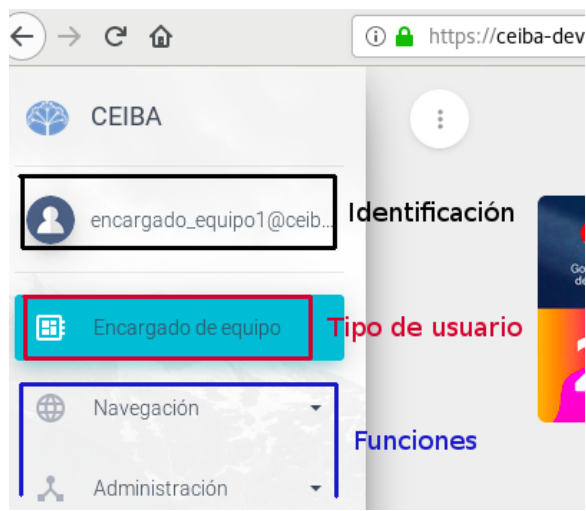 https://ceiba-dev
CEIBA
encargado_equipo1@ceib...
Identificación
Encargado de equipo
Tipo de usuario
Navegación
Funciones
Administración